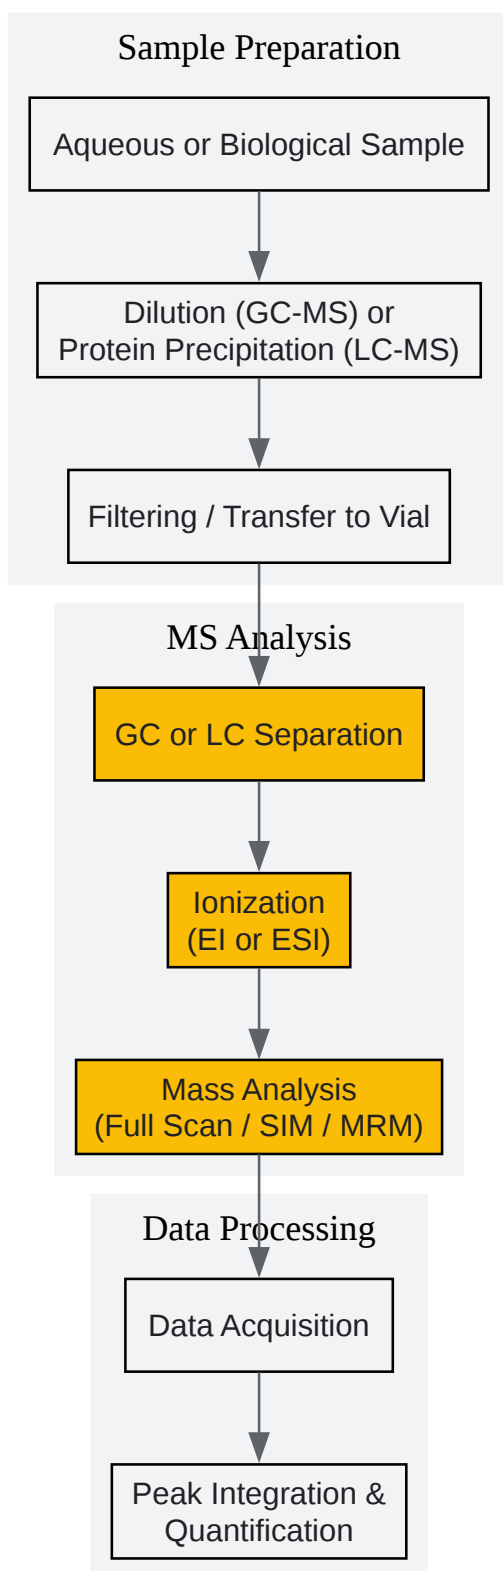 Sample Preparation
Aqueous or Biological Sample
Dilution (GC-MS) or
Protein Precipitation (LC-MS)
Filtering / Transfer to Vial
MS Analysis
GC or LC Separation
Ionization
(EI or ESI)
Mass Analysis
(Full Scan / SIM / MRM)
Data Processing
Data Acquisition
Peak Integration &
Quantification